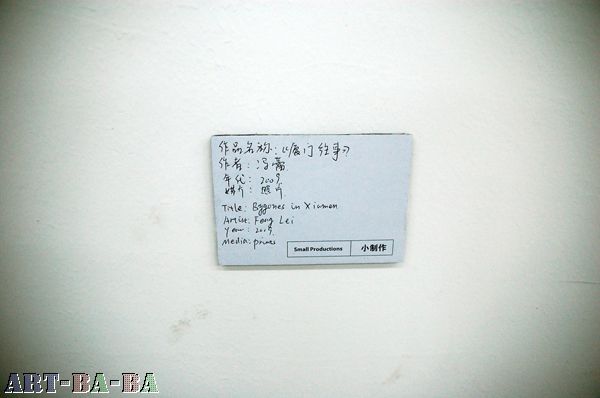 作品名称：《厦门往事》
作者：冯蕾
年代：2009
媒介：照片
Title: Bygones in Xiamen
Artist: Feng Lei
Year: 2009
Media: prints
Small Productions 小制作
ART-BA-BA